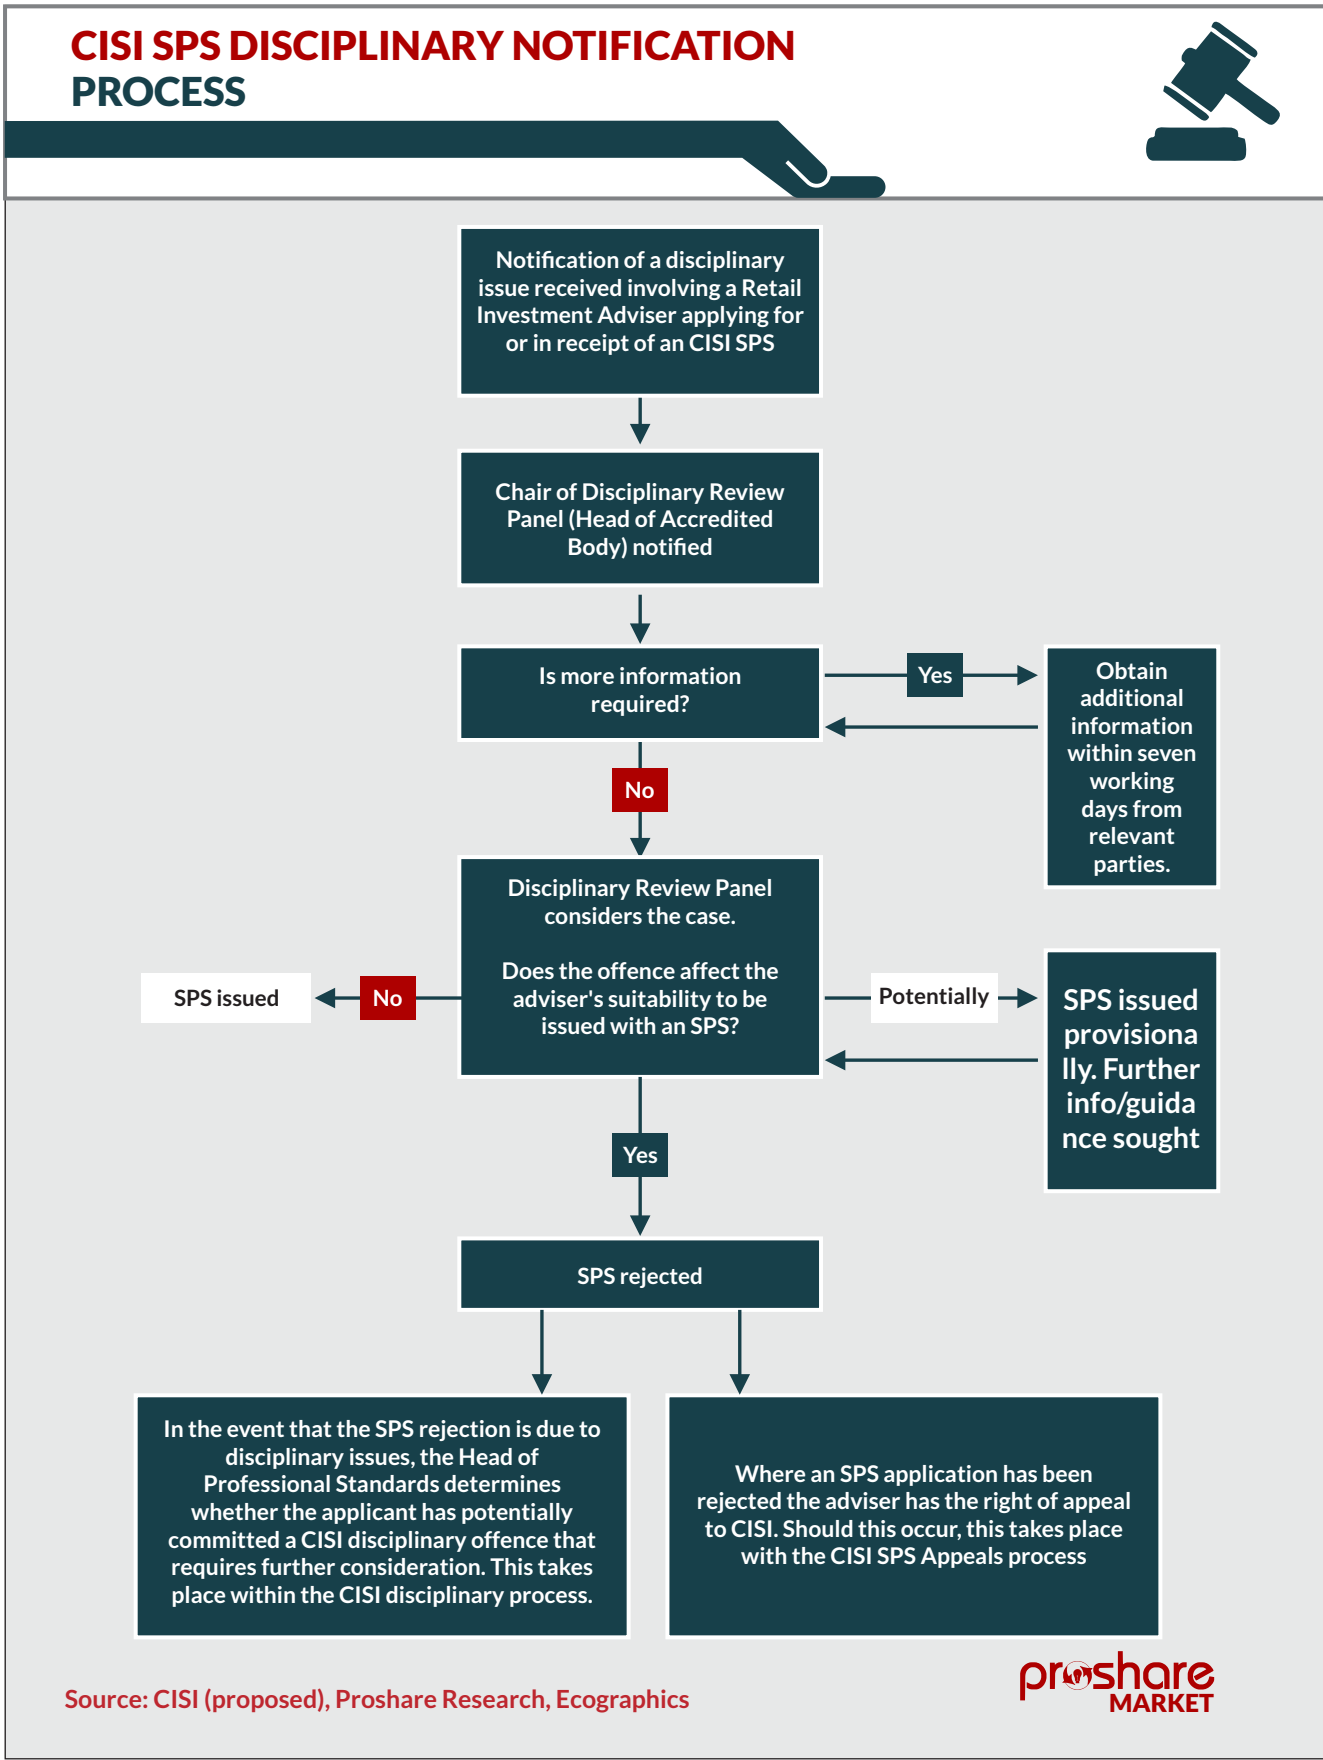 CISI SPS DISCIPLINARY NOTIFICATION
PROCESS
Notification of a disciplinary
issue received involving a Retail
Investment Adviser applying for
or in receipt of an CISI SPS
Chair of Disciplinary Review
Panel (Head of Accredited
Body) notified
Is more information
required?
Yes
Obtain
additional
information
within seven
working
days from
relevant
parties.
No
Disciplinary Review Panel
considers the case.
Does the offence affect the
adviser's suitability to be
issued with an SPS?
No
SPS issued
Potentially
SPS issued
provisiona
lly. Further
info/guida
nce sought
Yes
SPS rejected
In the event that the SPS rejection is due to
disciplinary issues, the Head of
Professional Standards determines
whether the applicant has potentially
committed a CISI disciplinary offence that
requires further consideration. This takes
place within the CISI disciplinary process.
Where an SPS application has been
rejected the adviser has the right of appeal
to CISI. Should this occur, this takes place
with the CISI SPS Appeals process
Source: CISI (proposed), Proshare Research, Ecographics
proshare
MARKET